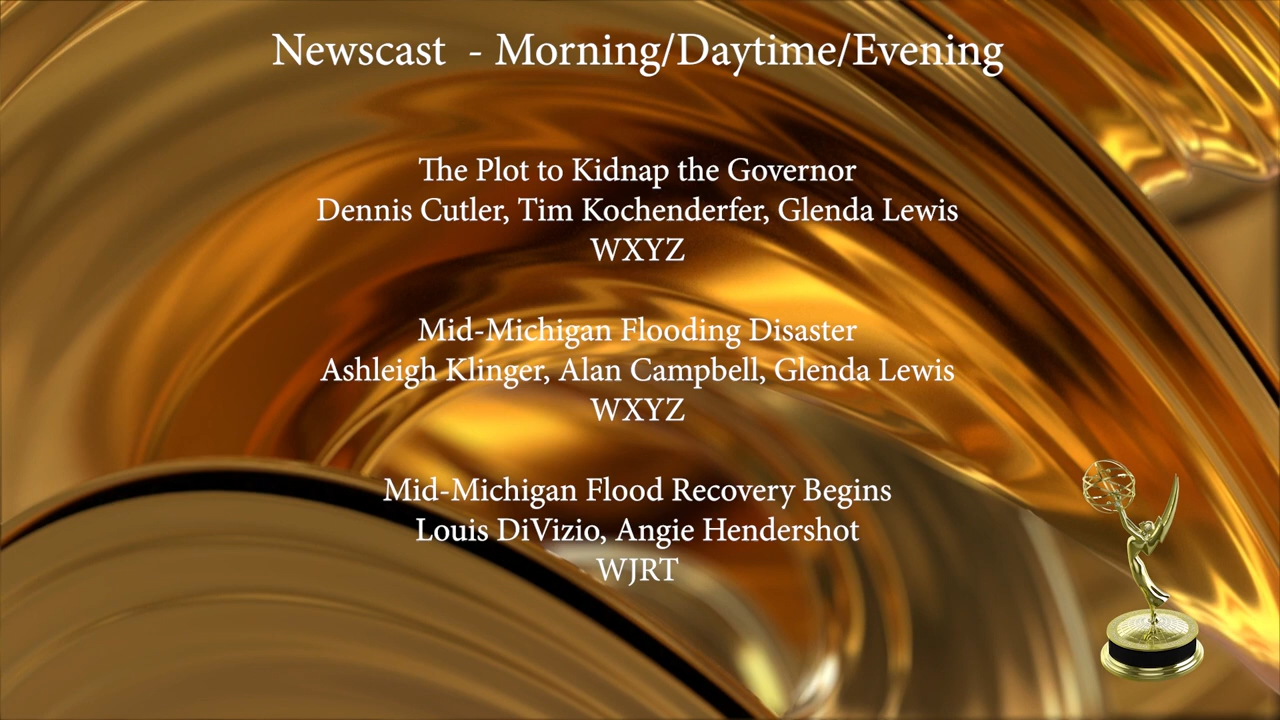 Newscast - Morning/Daytime/Evening
The Plot to Kidnap the Governor
Dennis Cutler, Tim Kochenderfer, Glenda Lewis
WXYZ
Mid-Michigan Flooding Disaster
Ashleigh Klinger, Alan Campbell, Glenda Lewis
WXYZ
Mid-Michigan Flood Recovery Begins
Louis DiVizio, Angie Hendershot
WJRT